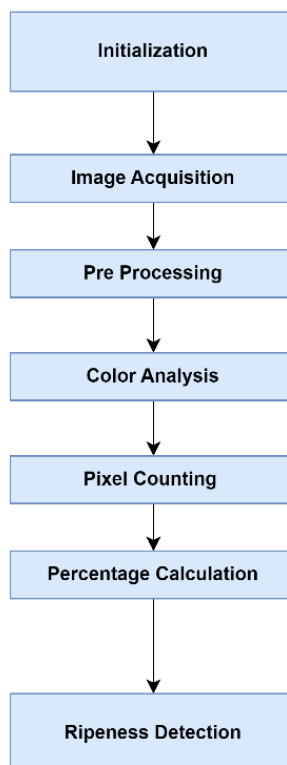 Initialization
Image Acquisition
Pre Processing
Color Analysis
Pixel Counting
Percentage Calculation
Ripeness Detection